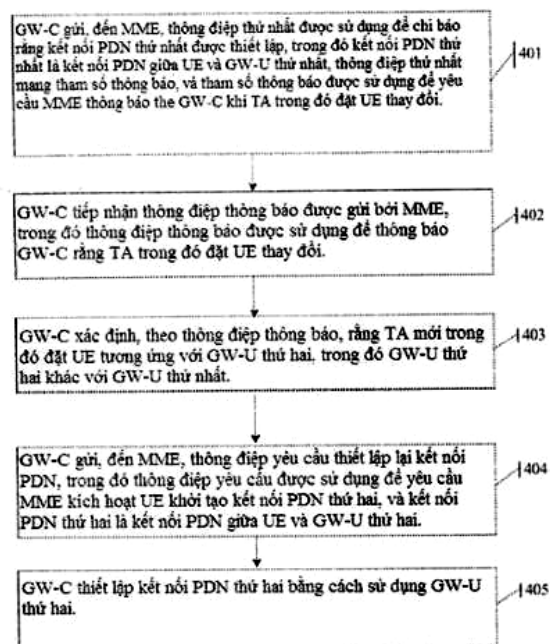 GW-C gửi, đến MME, thông điệp thứ nhất được sử dụng để chỉ báo
rằng kết nối PDN thứ nhất được thiết lập, trong đó kết nối PDN thứ
nhất là kết nối PDN giữa UE và GW-U thứ nhất, thông điệp thứ nhất
mang tham số thông báo, và tham số thông báo được sử dụng để yêu
cầu MME thông báo the GW-C khi TA trong đó đặt UE thay đổi.
401
GW-C tiếp nhận thông điệp thông báo được gửi bởi MME,
trong đó thông điệp thông báo được sử dụng để thông báo
GW-C rằng TA trong đó đặt UE thay đổi.
402
GW-C xác định, theo thông điệp thông báo, rằng TA mới trong
đó đặt UE tương ứng với GW-U thứ hai, trong đó GW-U thứ
hai khác với GW-U thứ nhất.
403
GW-C gửi, đến MME, thông điệp yêu cầu thiết lập lại kết nối
PDN, trong đó thông điệp yêu cầu được sử dụng để yêu cầu
MME kích hoạt UE khởi tạo kết nối PDN thứ hai, và kết nối
PDN thứ hai là kết nối PDN giữa UE và GW-U thứ hai.
404
GW-C thiết lập kết nối PDN thứ hai bằng cách sử dụng GW-U
thứ hai.
405